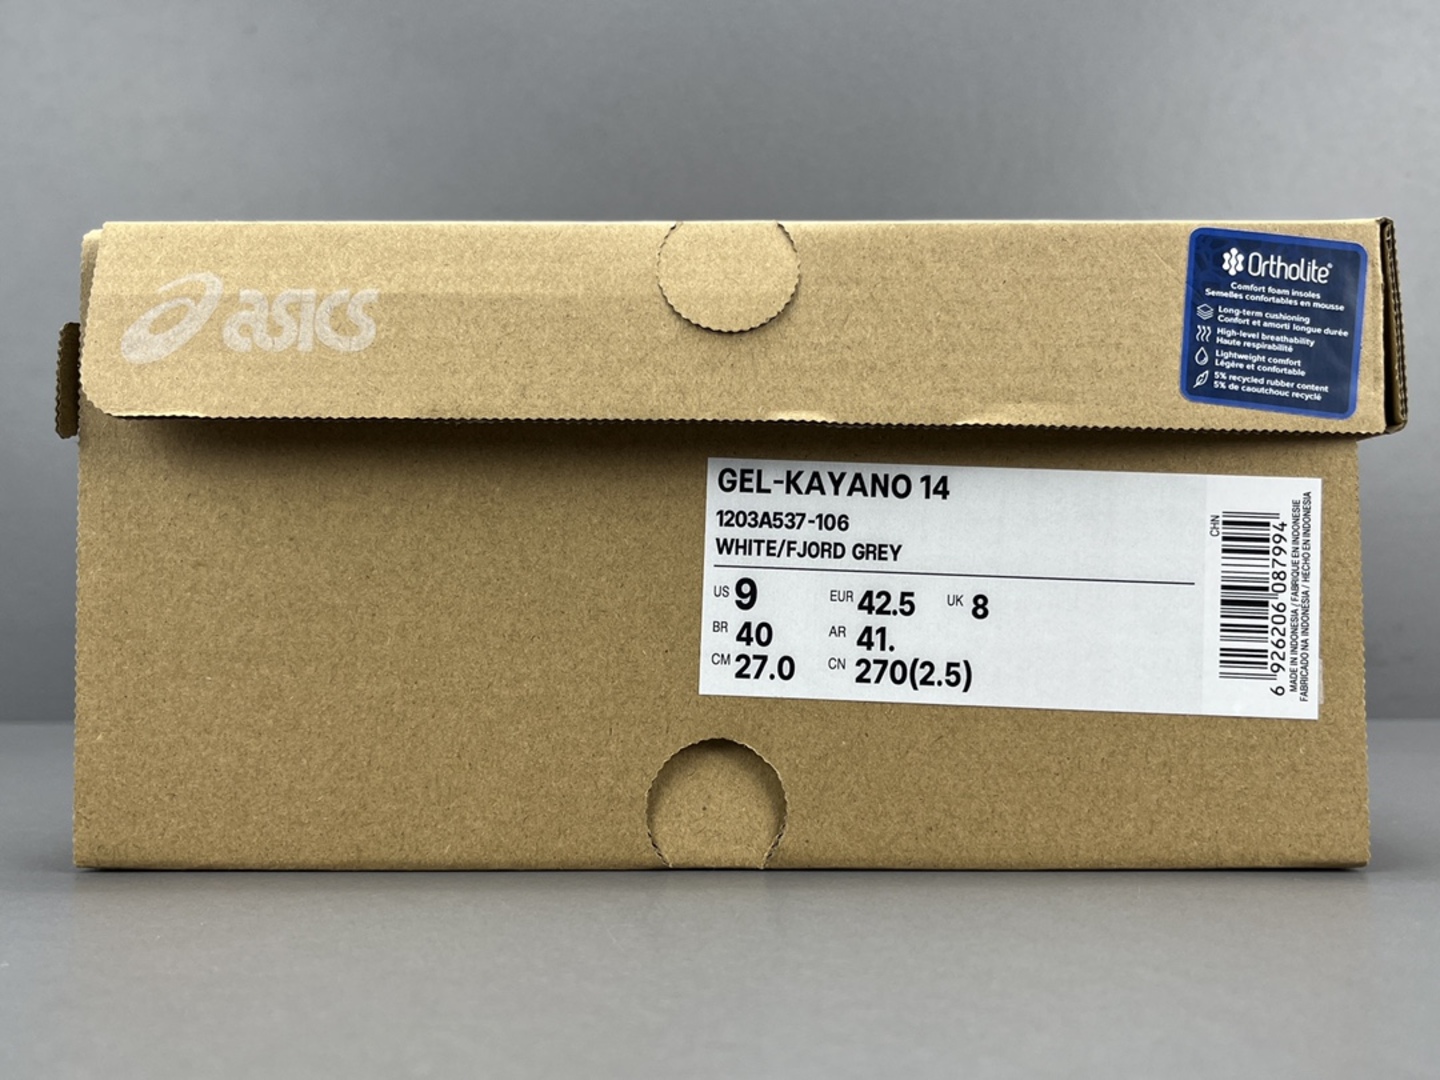 asics
OrthoLite®
Comfort foam insoles
Semelles confortables en mousse
Long-term cushioning
Confort et amorti longue durée
High-level breathability
Haute respirabilité
Lightweight comfort
Légère et confortable
5% recycled rubber content
5% de caoutchouc recyclé
GEL-KAYANO 14
1203A537-106
WHITE/FJORD GREY
US 9 EUR 42.5 UK 8
BR 40 AR 41.
CM 27.0 CN 270(2.5)
CHN
6 926206 087994
MADE IN INDONESIA / FABRIQUE EN INDONESIE
FABRICADO NA INDONESIA / HECHO EN INDONESIA